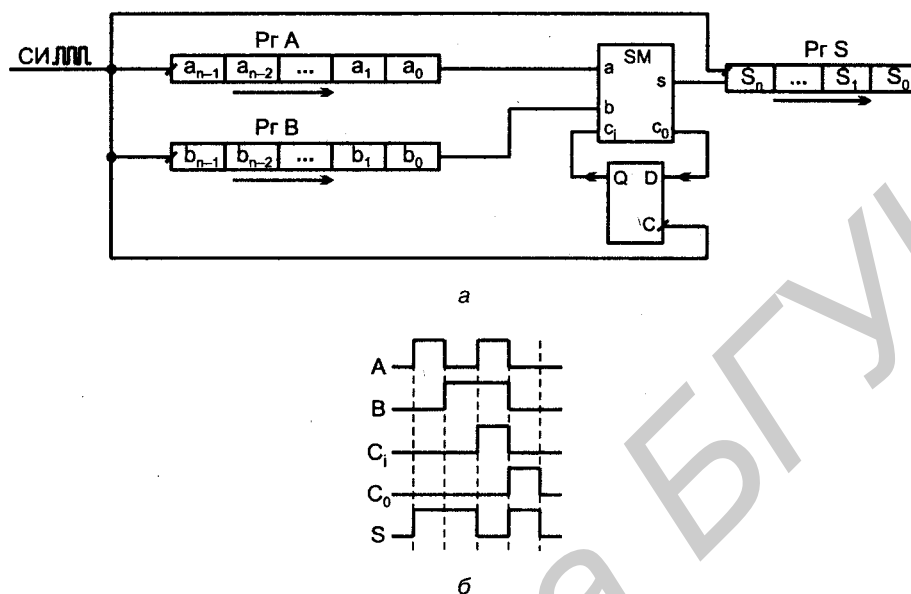 СИ
Рг A
a_{n-1} a_{n-2} ... a_1 a_0
Рг B
b_{n-1} b_{n-2} ... b_1 b_0
SM
a
b
c_i
s
c_0
Рг S
S_n ... S_1 S_0
Q D
C
а
A
B
C_i
C_0
S
б
а БГУ